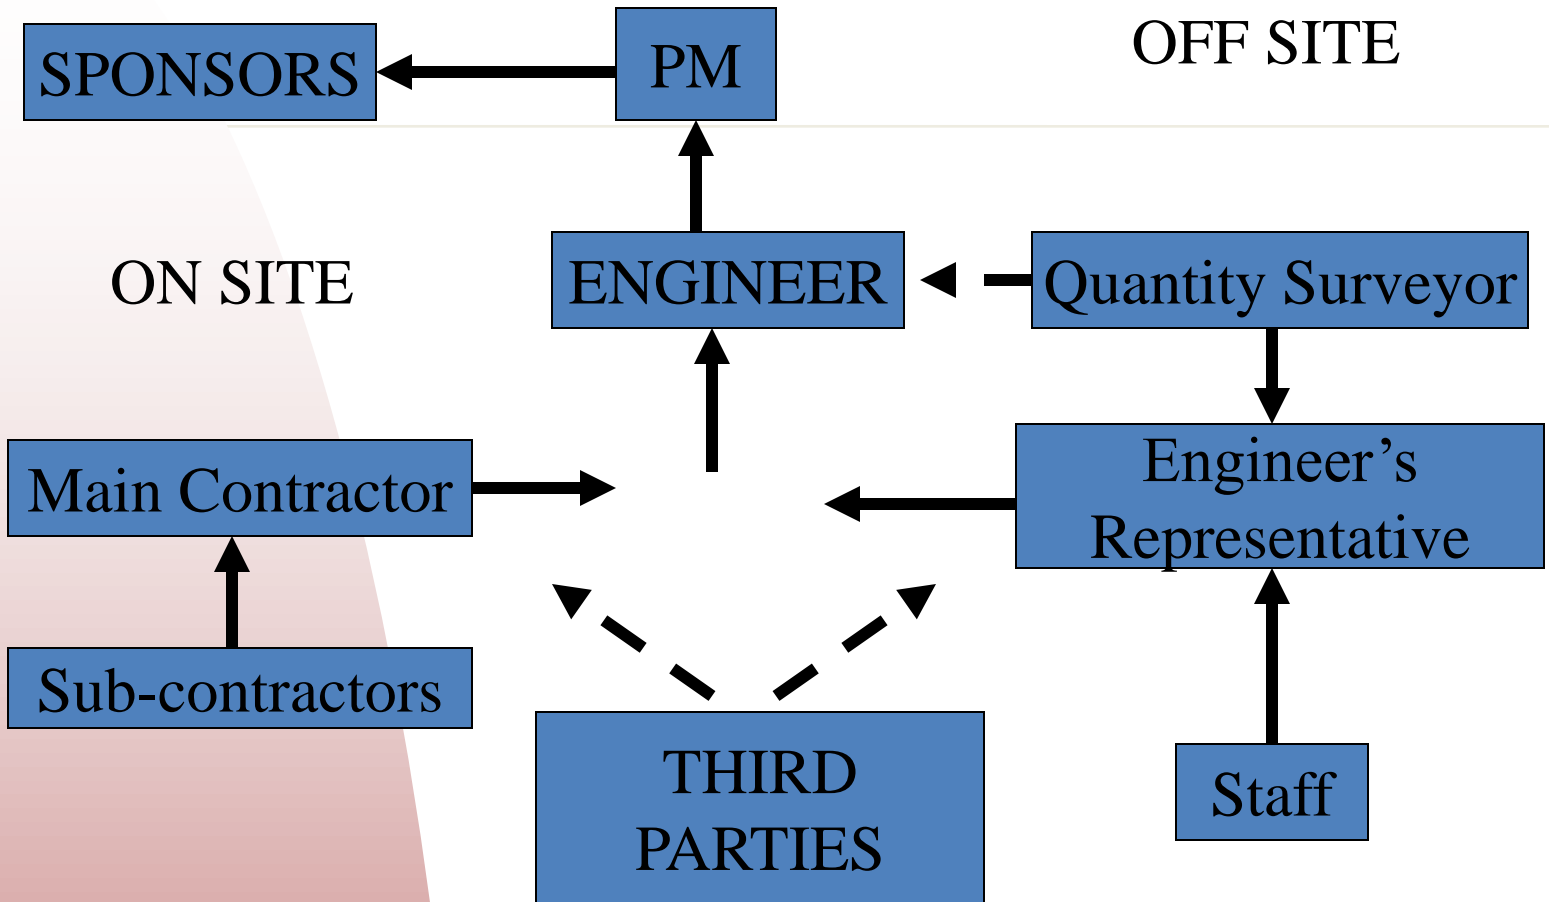 SPONSORS
PM
OFF SITE
ON SITE
ENGINEER
Quantity Surveyor
Main Contractor
Engineer’s
Representative
Sub-contractors
THIRD
PARTIES
Staff